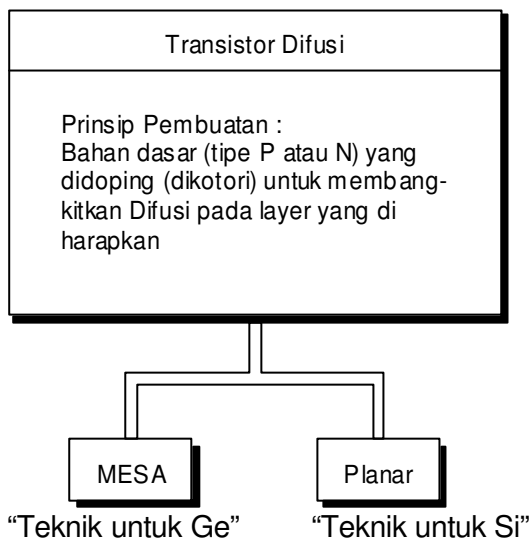 Transistor Difusi
Prinsip Pembuatan :
Bahan dasar (tipe P atau N) yang
didoping (dikotori) untuk membang-
kitkan Difusi pada layer yang di
harapkan
MESA
Planar
“Teknik untuk Ge”
“Teknik untuk Si”